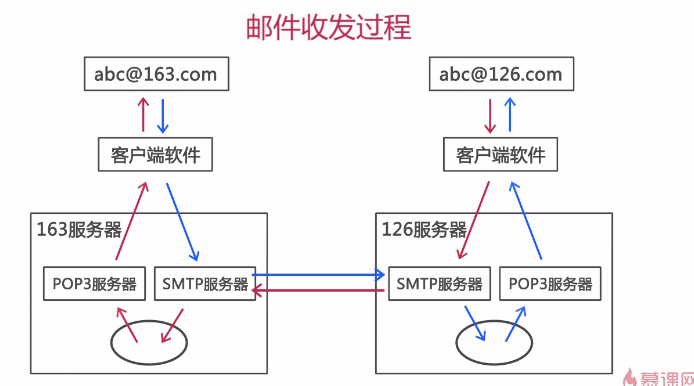 邮件收发过程
abc@163.com
abc@126.com
客户端软件
客户端软件
163服务器
126服务器
POP3服务器
SMTP服务器
SMTP服务器
POP3服务器
慕课网